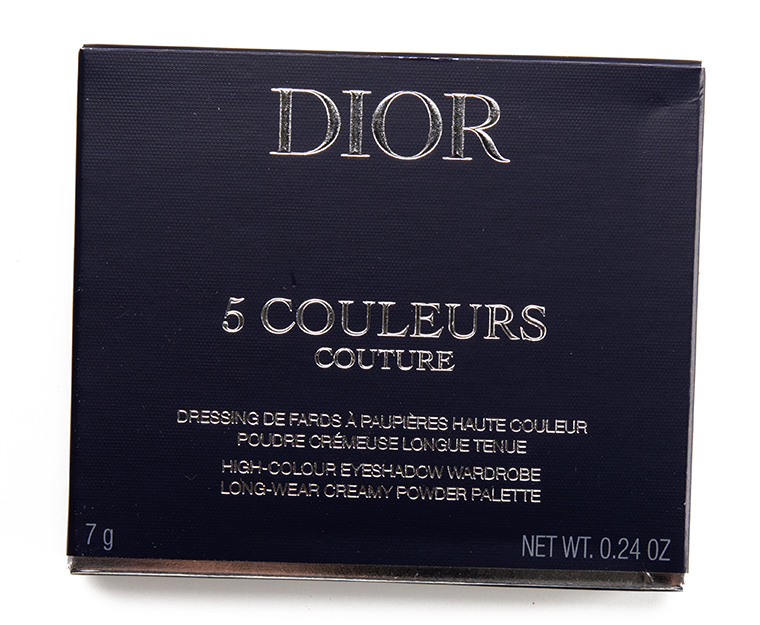 DIOR
5 COULEURS
COUTURE
DRESSING DE FARDS À PAUPIÈRES HAUTE COULEUR
POUDRE CRÉMEUSE LONGUE TENUE
HIGH-COLOUR EYESHADOW WARDROBE
LONG-WEAR CREAMY POWDER PALETTE
7 g
NET WT. 0.24 OZ